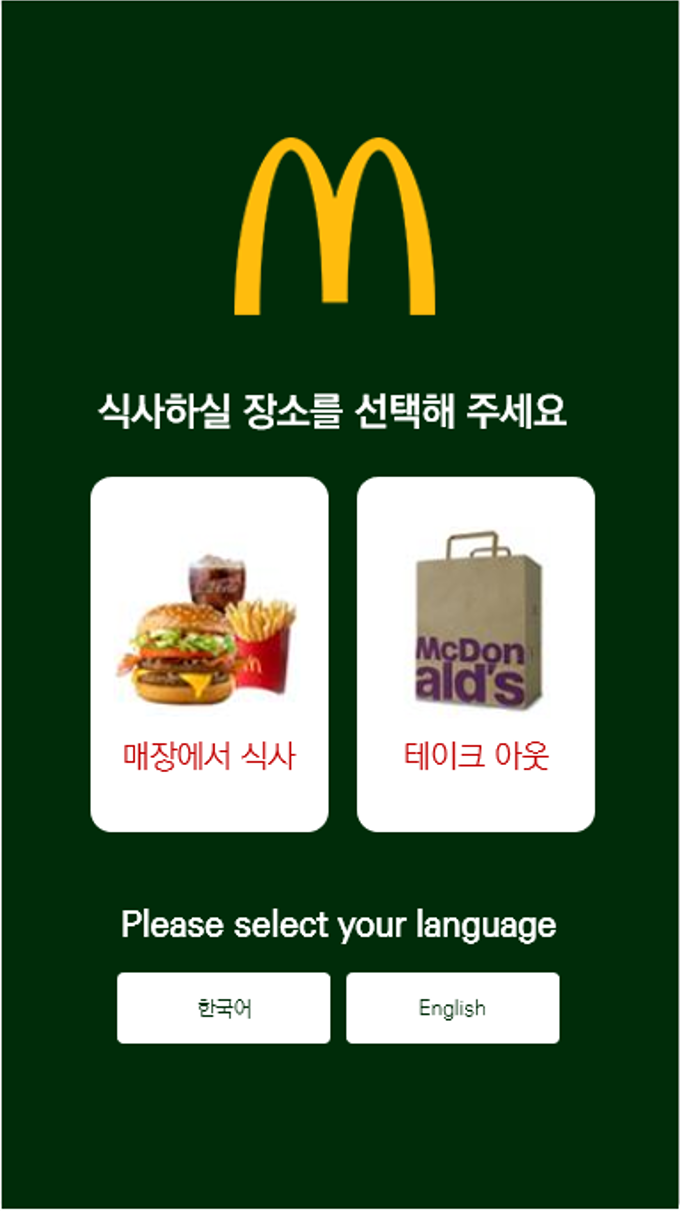 식사하실 장소를 선택해 주세요
McDon
ald's
매장에서 식사
테이크 아웃
Please select your language
한국어
English